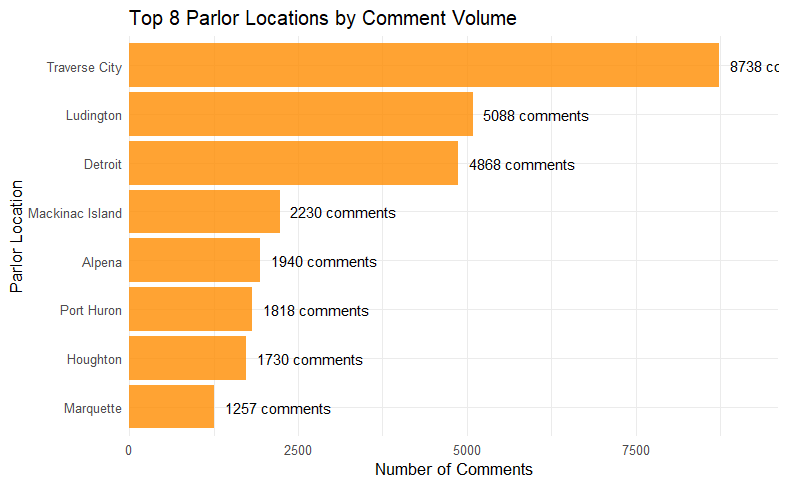 Top 8 Parlor Locations by Comment Volume
Parlor Location
Traverse City 8738 cc
Ludington 5088 comments
Detroit 4868 comments
Mackinac Island 2230 comments
Alpena 1940 comments
Port Huron 1818 comments
Houghton 1730 comments
Marquette 1257 comments
0 2500 5000 7500
Number of Comments